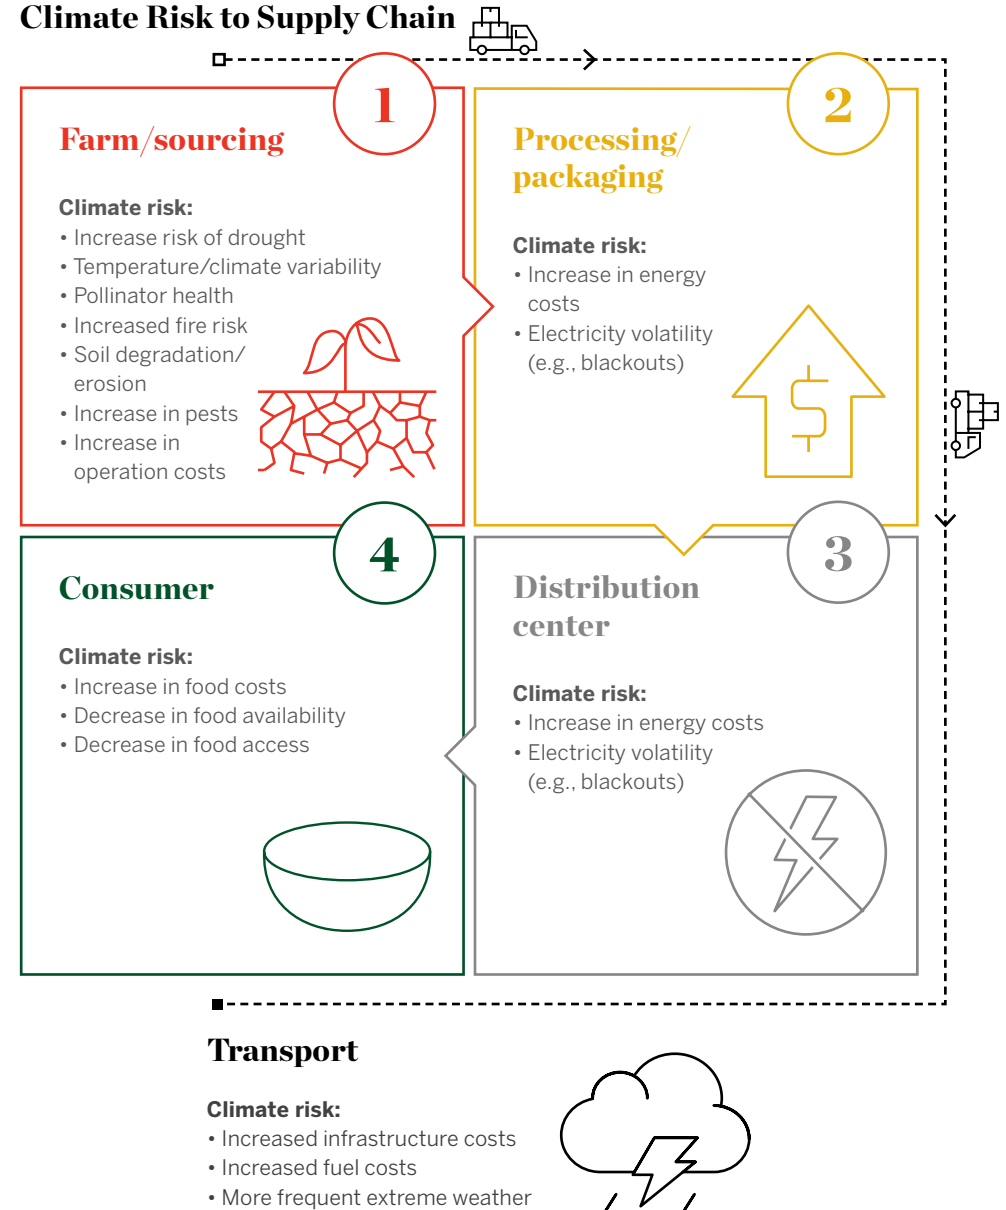 Climate Risk to Supply Chain
1
Farm/sourcing
Climate risk:
• Increase risk of drought
• Temperature/climate variability
• Pollinator health
• Increased fire risk
• Soil degradation/
erosion
• Increase in pests
• Increase in
operation costs
2
Processing/
packaging
Climate risk:
• Increase in energy
costs
• Electricity volatility
(e.g., blackouts)
$
3
Distribution
center
Climate risk:
• Increase in energy costs
• Electricity volatility
(e.g., blackouts)
4
Consumer
Climate risk:
• Increase in food costs
• Decrease in food availability
• Decrease in food access
Transport
Climate risk:
• Increased infrastructure costs
• Increased fuel costs
• More frequent extreme weather